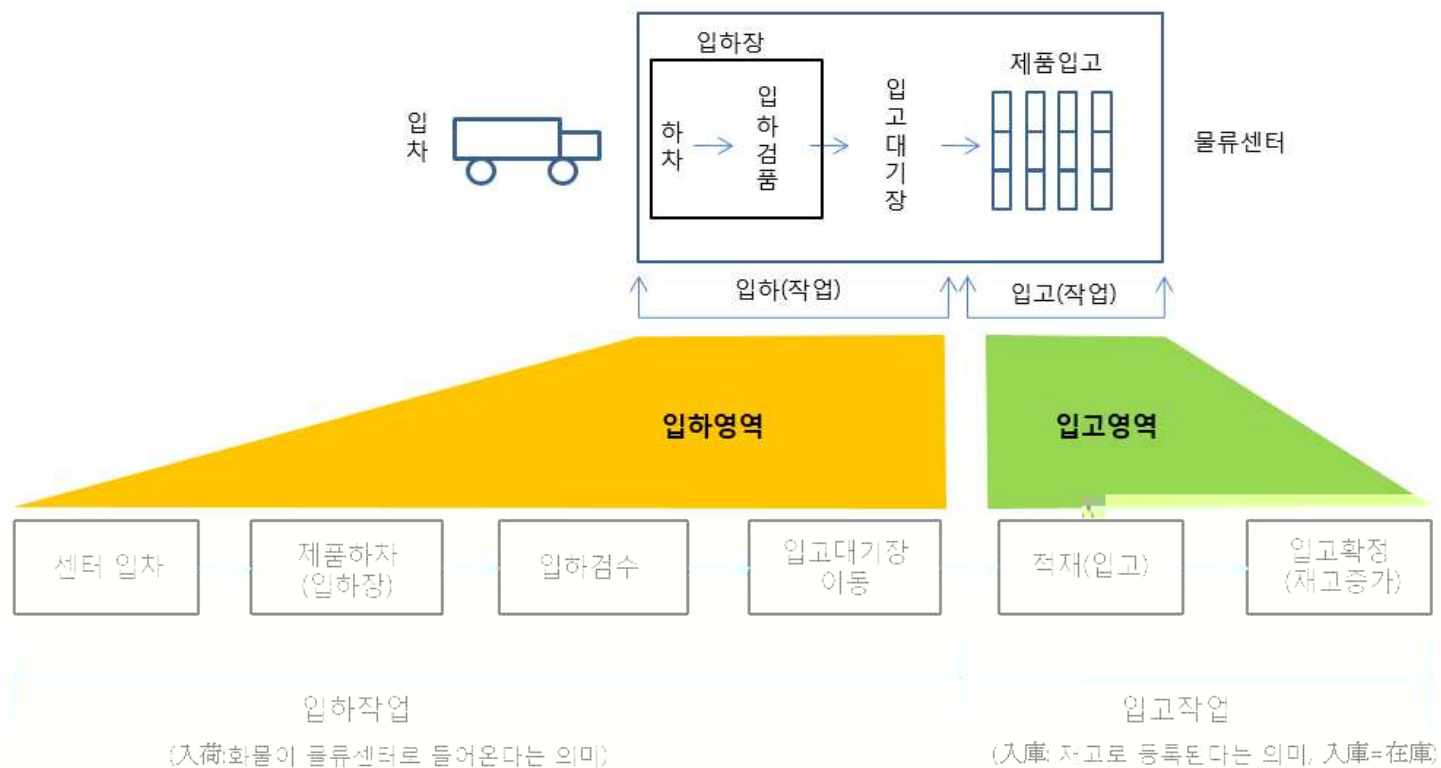 입하장
제품입고
입차
하차
입하검품
입고대기장
물류센터
입하(작업)
입고(작업)
입하영역
입고영역
센터 입차
제품하차
(입하장)
입하검수
입고대기장
이동
적재(입고)
입고확정
(재고증가)
입하작업
입고작업
(入荷:화물이 물류센터로 들어온다는 의미)
(入庫: 재고로 등록된다는 의미, 入庫=在庫)